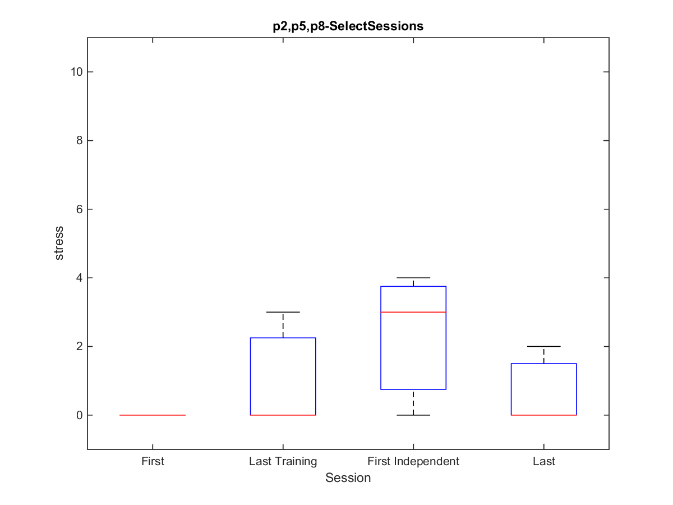 p2,p5,p8-SelectSessions
10
8
6
4
2
0
stress
First
Last Training
First Independent
Last
Session